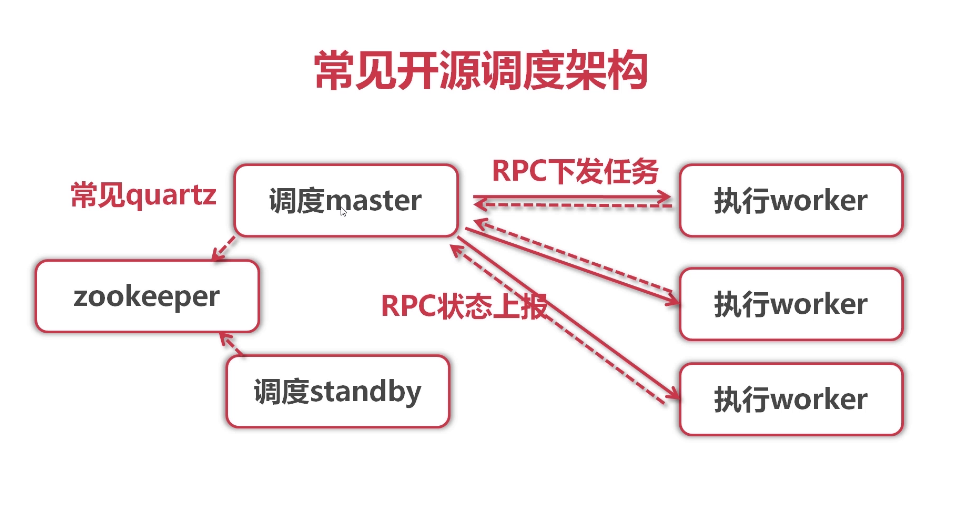 常见开源调度架构
常见quartz
调度master
RPC下发任务
执行worker
zookeeper
执行worker
RPC状态上报
调度standby
执行worker